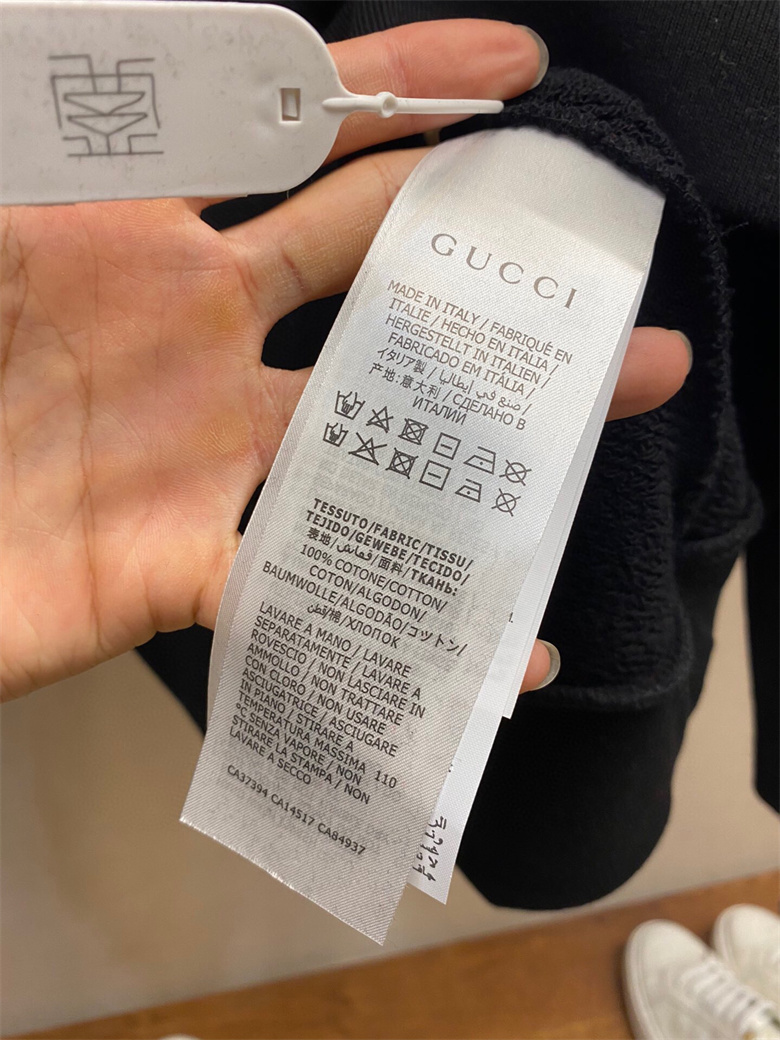 GUCCI
MADE IN ITALY / FABRIQUÉ EN
ITALIE / HECHO EN ITALIA /
HERGESTELLT IN ITALIEN /
FABRICADO EM ITALIA /
イタリア製 / صنع في إيطاليا /
产地:意大利 / СДЕЛАНО В
ИТАЛИИ
TESSUTO/FABRIC/TISSU/
TEJIDO/GEWEBE/TECIDO/
表地/قماش/面料/ТКАНЬ:
100% COTONE/COTTON/
COTON/ALGODON/
BAUMWOLLE/ALGODÃO/コットン/
قطن/棉/ХЛОПОК
LAVARE A MANO / LAVARE
SEPARATAMENTE / LAVARE A
ROVESCIO / NON LASCIARE IN
AMMOLLO / NON TRATTARE
CON CLORO / NON USARE
ASCIUGATRICE / ASCIUGARE
IN PIANO / STIRARE A
TEMPERATURA MASSIMA 110
ºC SENZA VAPORE / NON
STIRARE LA STAMPA / NON
LAVARE A SECCO
CA37394 CA14517 CA84937